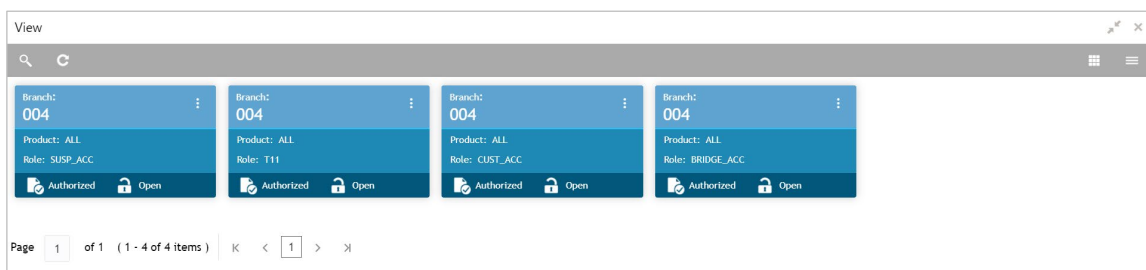 View
Branch: Branch: Branch: Branch:
004 004 004 004
Product: ALL Product: ALL Product: ALL Product: ALL
Role: SUSP_ACC Role: T11 Role: CUST_ACC Role: BRIDGE_ACC
Authorized Open Authorized Open Authorized Open Authorized Open
Page 1 of 1 ( 1 - 4 of 4 items ) 1